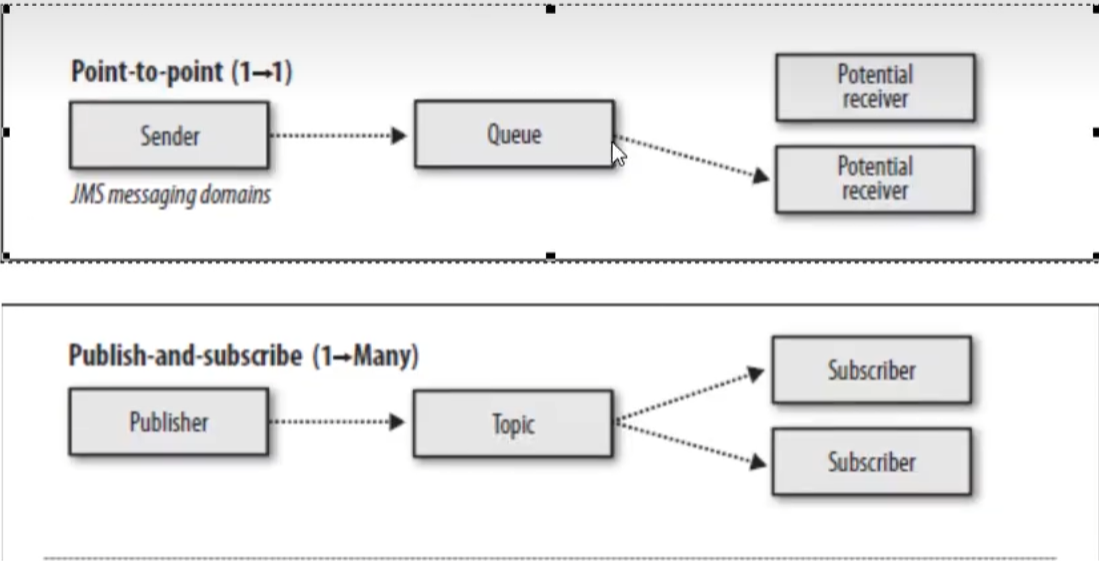 Point-to-point (1→1)
Sender
Queue
Potential
receiver
Potential
receiver
JMS messaging domains
Publish-and-subscribe (1→Many)
Publisher
Topic
Subscriber
Subscriber